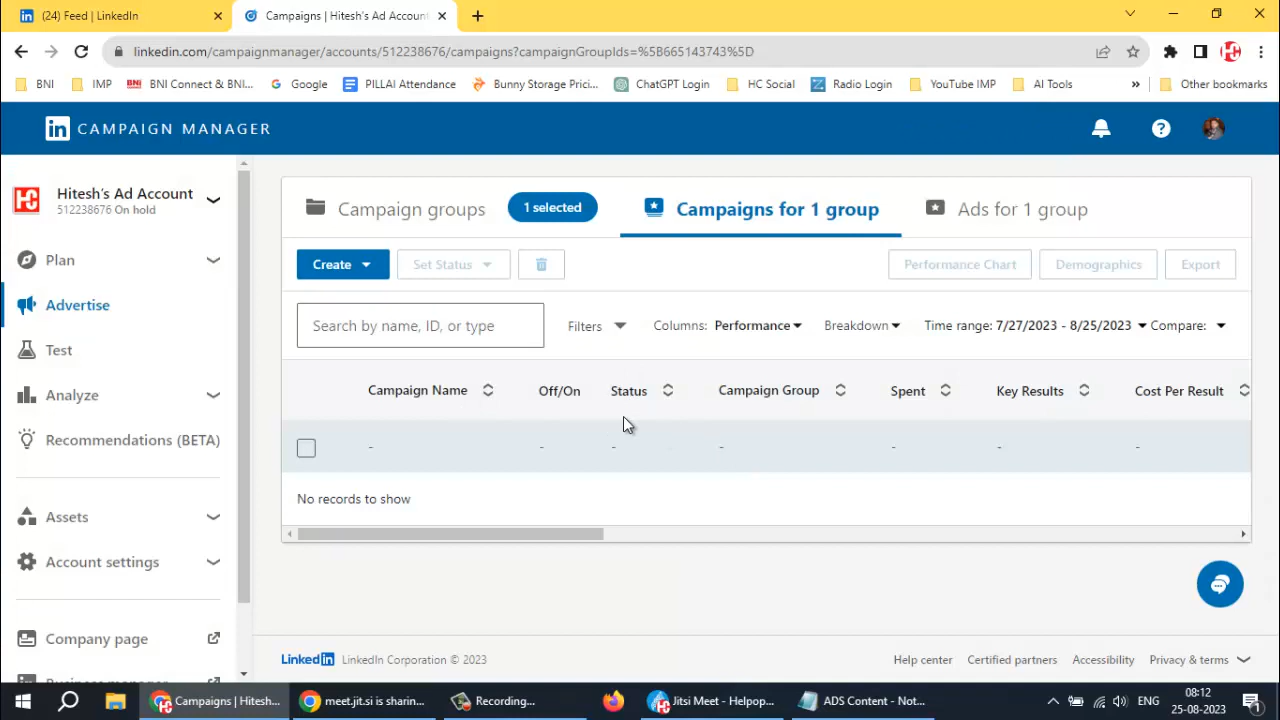 (24) Feed | LinkedIn
Campaigns | Hitesh's Ad Account
linkedin.com/campaignmanager/accounts/512238676/campaigns?campaignGroupIds=%5B665143743%5D
BNI
IMP
BNI Connect & BNI...
Google
PILLAI Attendance
Bunny Storage Prici...
ChatGPT Login
HC Social
Radio Login
YouTube IMP
AI Tools
»
Other bookmarks
in CAMPAIGN MANAGER
Hitesh's Ad Account
512238676 On hold
Plan
Advertise
Test
Analyze
Recommendations (BETA)
Assets
Account settings
Company page
Campaign groups
1 selected
Campaigns for 1 group
Ads for 1 group
Create
Set Status
Performance Chart
Demographics
Export
Search by name, ID, or type
Filters
Columns: Performance
Breakdown
Time range: 7/27/2023 - 8/25/2023
Compare:
Campaign Name
Off/On
Status
Campaign Group
Spent
Key Results
Cost Per Result
- - - - - - -
No records to show
LinkedIn LinkedIn Corporation © 2023
Help center
Certified partners
Accessibility
Privacy & terms
Campaigns | Hitesh...
meet.jit.si is sharin...
Recording...
Jitsi Meet - Helpop...
ADS Content - Not...
ENG
08:12
25-08-2023
1